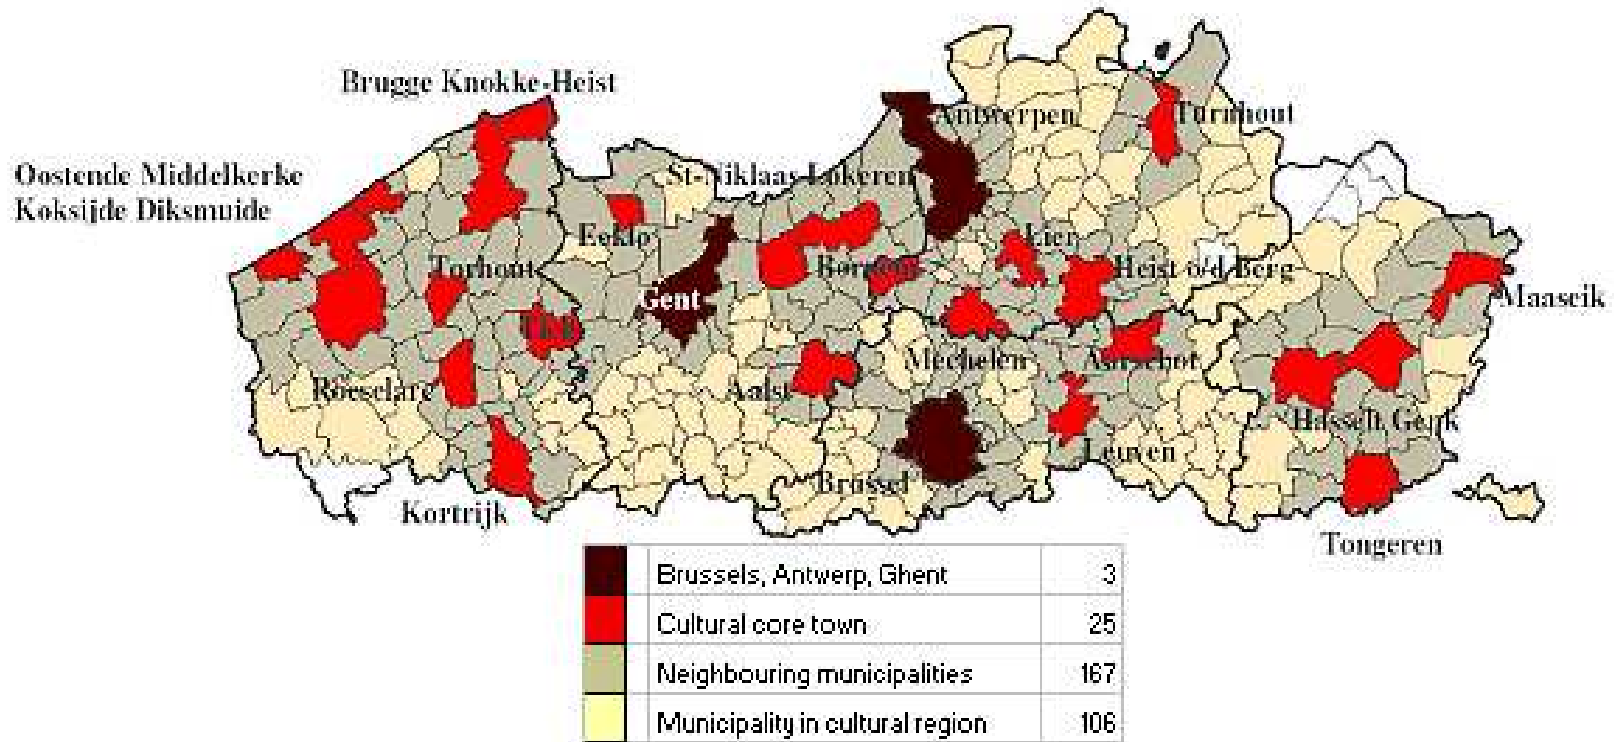 Brugge Knokke-Heist
Antwerpen
Turnhout
Oostende Middelkerke
Koksijde Diksmuide
St-Niklaas Lokeren
Eeklo
Lier
Torhout
Bornem
Heist o/d Berg
Gent
Maaseik
Tielt
Mechelen
Aarschot
Roeselare
Aalst
Hasselt Genk
Leuven
Brussel
Kortrijk
Tongeren
Brussels, Antwerp, Ghent 3
Cultural core town 25
Neighbouring municipalities 167
Municipality in cultural region 106